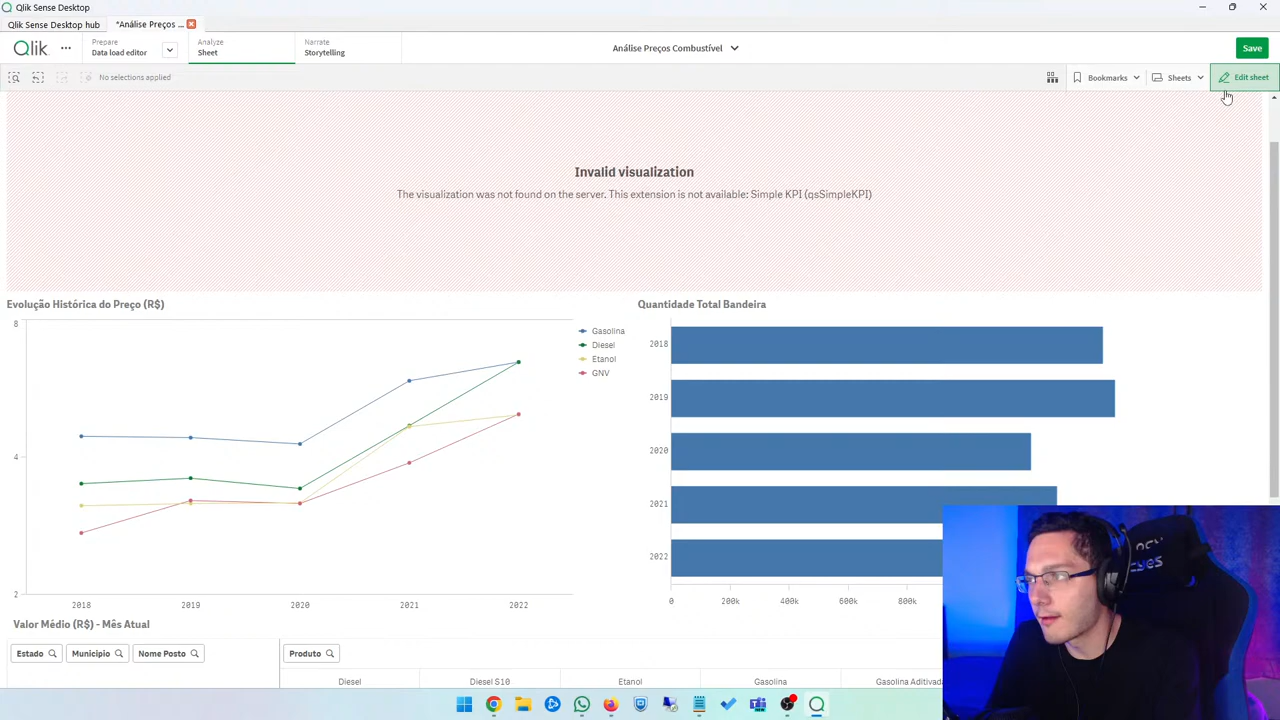 Qlik Sense Desktop
Qlik Sense Desktop hub
*Análise Preços ...
Qlik
Prepare
Data load editor
Analyze
Sheet
Narrate
Storytelling
Análise Preços Combustível
Save
No selections applied
Bookmarks
Sheets
Edit sheet
Invalid visualization
The visualization was not found on the server. This extension is not available: Simple KPI (qsSimpleKPI)
Evolução Histórica do Preço (R$)
8
4
2
Gasolina
Diesel
Etanol
GNV
2018 2019 2020 2021 2022
Quantidade Total Bandeira
2018
2019
2020
2021
2022
0 200k 400k 600k 800k
Valor Médio (R$) - Mês Atual
Estado Municipio Nome Posto Produto
Diesel Diesel S10 Etanol Gasolina Gasolina Aditivada